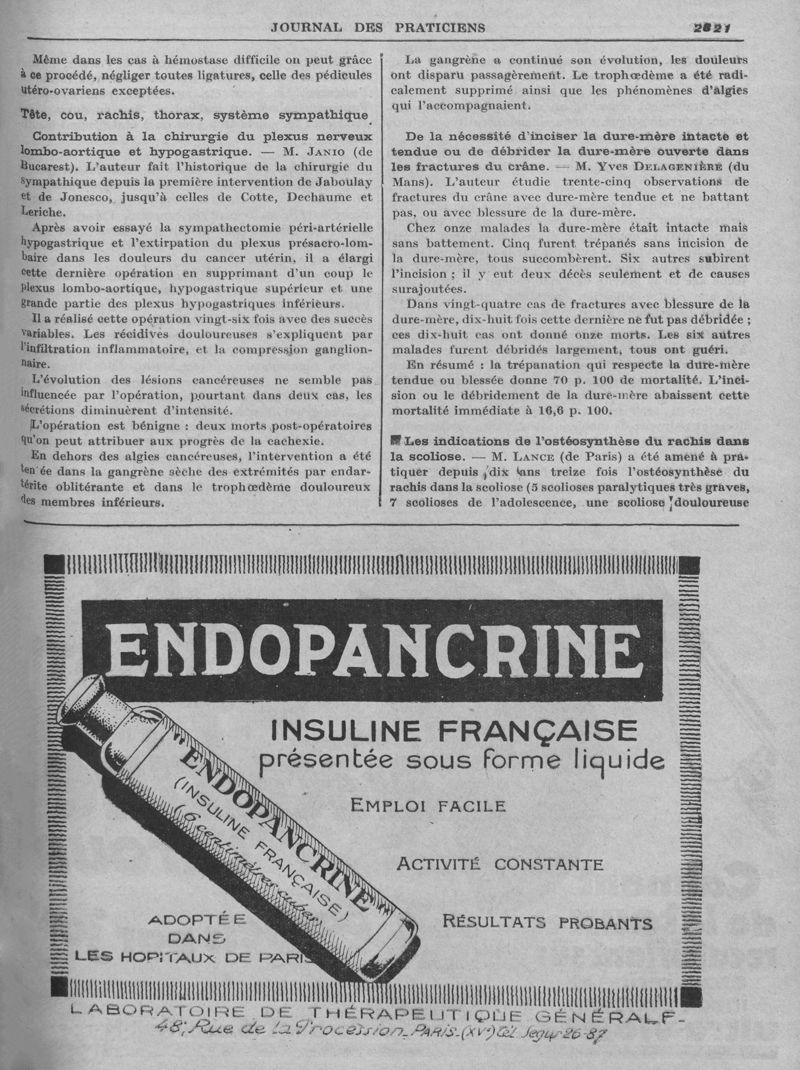 JOURNAL DES PRATICIENS 2821
Même dans les cas à hémostase difficile on peut grâce
à ce procédé, négliger toutes ligatures, celle des pédicules
utéro-ovariens exceptées.
Tête, cou, rachis, thorax, système sympathique
Contribution à la chirurgie du plexus nerveux
lombo-aortique et hypogastrique. — M. JANIO (de
Bucarest). L'auteur fait l'historique de la chirurgie du
sympathique depuis la première intervention de Jaboulay
et de Jonesco, jusqu'à celles de Cotte, Dechaume et
Leriche.
Après avoir essayé la sympathectomie péri-artérielle
hypogastrique et l'extirpation du plexus présacro-lom-
baire dans les douleurs du cancer utérin, il a élargi
cette dernière opération en supprimant d'un coup le
plexus lombo-aortique, hypogastrique supérieur et une
grande partie des plexus hypogastriques inférieurs.
Il a réalisé cette opération vingt-six fois avec des succès
variables. Les récidives douloureuses s'expliquent par
l'infiltration inflammatoire, et la compression ganglion-
naire.
L'évolution des lésions cancéreuses ne semble pas
influencée par l'opération, pourtant dans deux cas, les
sécrétions diminuèrent d'intensité.
L'opération est bénigne : deux morts post-opératoires
qu'on peut attribuer aux progrès de la cachexie.
En dehors des algies cancéreuses, l'intervention a été
ten ée dans la gangrène sèche des extrémités par endar-
térite oblitérante et dans le trophœdème douloureux
des membres inférieurs.
La gangrène a continué son évolution, les douleurs
ont disparu passagèrement. Le trophœdème a été radi-
calement supprimé ainsi que les phénomènes d'algies
qui l'accompagnaient.
De la nécessité d'inciser la dure-mère intacte et
tendue ou de débrider la dure-mère ouverte dans
les fractures du crâne. — M. YVES DELAGENIÈRE (du
Mans). L'auteur étudie trente-cinq observations de
fractures du crâne avec dure-mère tendue et ne battant
pas, ou avec blessure de la dure-mère.
Chez onze malades la dure-mère était intacte mais
sans battement. Cinq furent trépanés sans incision de
la dure-mère, tous succombèrent. Six autres subirent
l'incision ; il y eut deux décès seulement et de causes
surajoutées.
Dans vingt-quatre cas de fractures avec blessure de la
dure-mère, dix-huit fois cette dernière ne fut pas débridée ;
ces dix-huit cas ont donné onze morts. Les six autres
malades furent débridés largement, tous ont guéri.
En résumé : la trépanation qui respecte la dure-mère
tendue ou blessée donne 70 p. 100 de mortalité. L'inci-
sion ou le débridement de la dure-mère abaissent cette
mortalité immédiate à 16,6 p. 100.
Les indications de l'ostéosynthèse du rachis dans
la scoliose. — M. LANCE (de Paris) a été amené à pra-
tiquer depuis dix ans treize fois l'ostéosynthèse du
rachis dans la scoliose (5 scolioses paralytiques très graves,
7 scolioses de l'adolescence, une scoliose douloureuse
ENDOPANCRINE
INSULINE FRANÇAISE
présentée sous forme liquide
EMPLOI FACILE
ACTIVITÉ CONSTANTE
RÉSULTATS PROBANTS
"ENDOPANCRINE"
(INSULINE FRANÇAISE)
(6 centimètres cubes)
ADOPTÉE
DANS
LES HOPITAUX DE PARIS
LABORATOIRE DE THÉRAPEUTIQUE GÉNÉRALE-
48, Rue de la Procession_PARIS_(XVe) Tél. Ségur 26-87